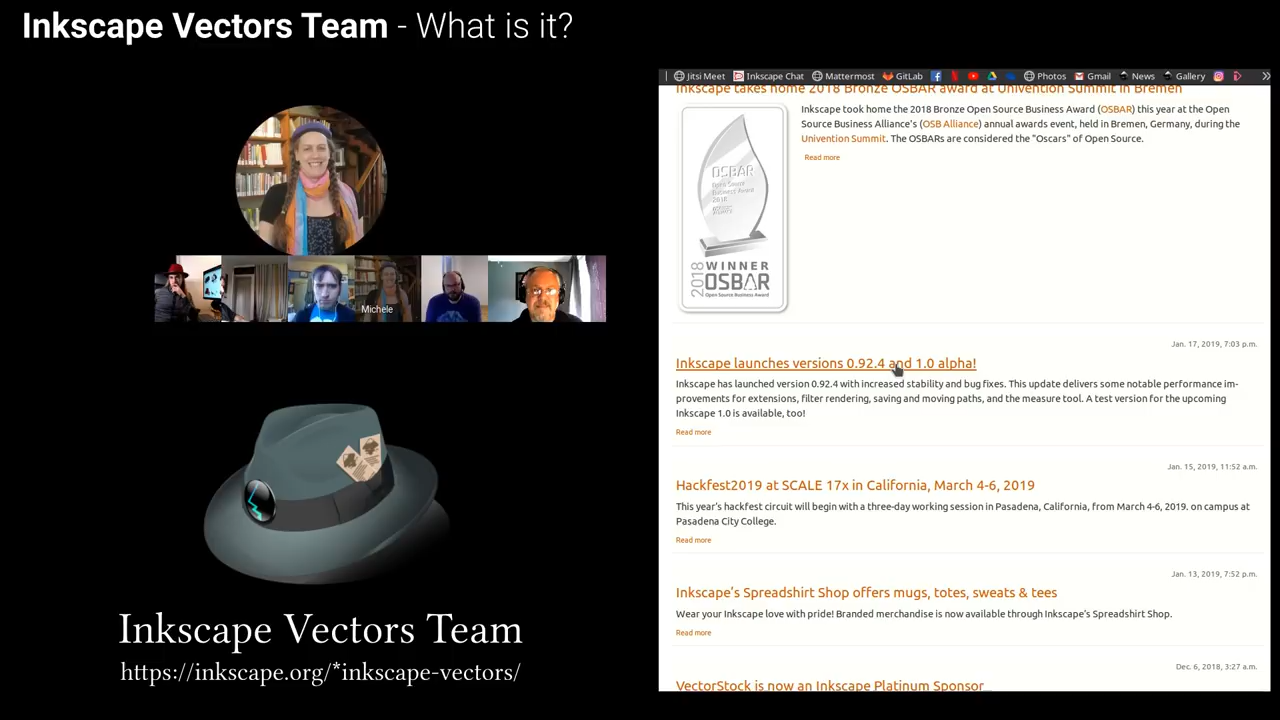 Inkscape Vectors Team - What is it?
Michele
Inkscape Vectors Team
https://inkscape.org/*inkscape-vectors/
Jitsi Meet Inkscape Chat Mattermost GitLab Photos Gmail News Gallery
Inkscape takes home 2018 Bronze OSBAR award at Univention Summit in Bremen
Inkscape took home the 2018 Bronze Open Source Business Award (OSBAR) this year at the Open
Source Business Alliance's (OSB Alliance) annual awards event, held in Bremen, Germany, during the
Univention Summit. The OSBARs are considered the "Oscars" of Open Source.
Read more
OSBAR
Open Source
Business Award
2018
2018
WINNER
OSBAR
Open Source Business Award
Jan. 17, 2019, 7:03 p.m.
Inkscape launches versions 0.92.4 and 1.0 alpha!
Inkscape has launched version 0.92.4 with increased stability and bug fixes. This update delivers some notable performance im-
provements for extensions, filter rendering, saving and moving paths, and the measure tool. A test version for the upcoming
Inkscape 1.0 is available, too!
Read more
Jan. 15, 2019, 11:52 a.m.
Hackfest2019 at SCALE 17x in California, March 4-6, 2019
This year's hackfest circuit will begin with a three-day working session in Pasadena, California, from March 4-6, 2019. on campus at
Pasadena City College.
Read more
Jan. 13, 2019, 7:52 p.m.
Inkscape's Spreadshirt Shop offers mugs, totes, sweats & tees
Wear your Inkscape love with pride! Branded merchandise is now available through Inkscape's Spreadshirt Shop.
Read more
Dec. 6, 2018, 3:27 a.m.
VectorStock is now an Inkscape Platinum Sponsor